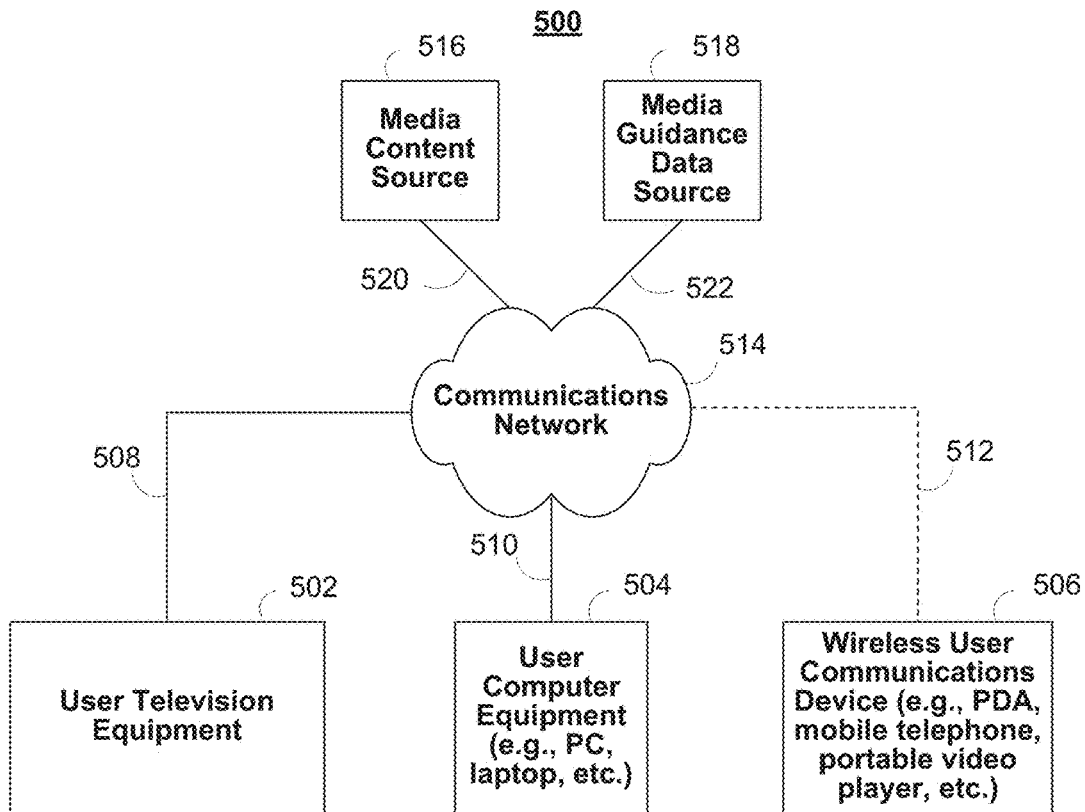 500
516
518
Media
Content
Source
Media
Guidance
Data
Source
520
522
514
Communications
Network
508
512
510
502
504
506
User Television
Equipment
User
Computer
Equipment
(e.g., PC,
laptop, etc.)
Wireless User
Communications
Device (e.g., PDA,
mobile telephone,
portable video
player, etc.)